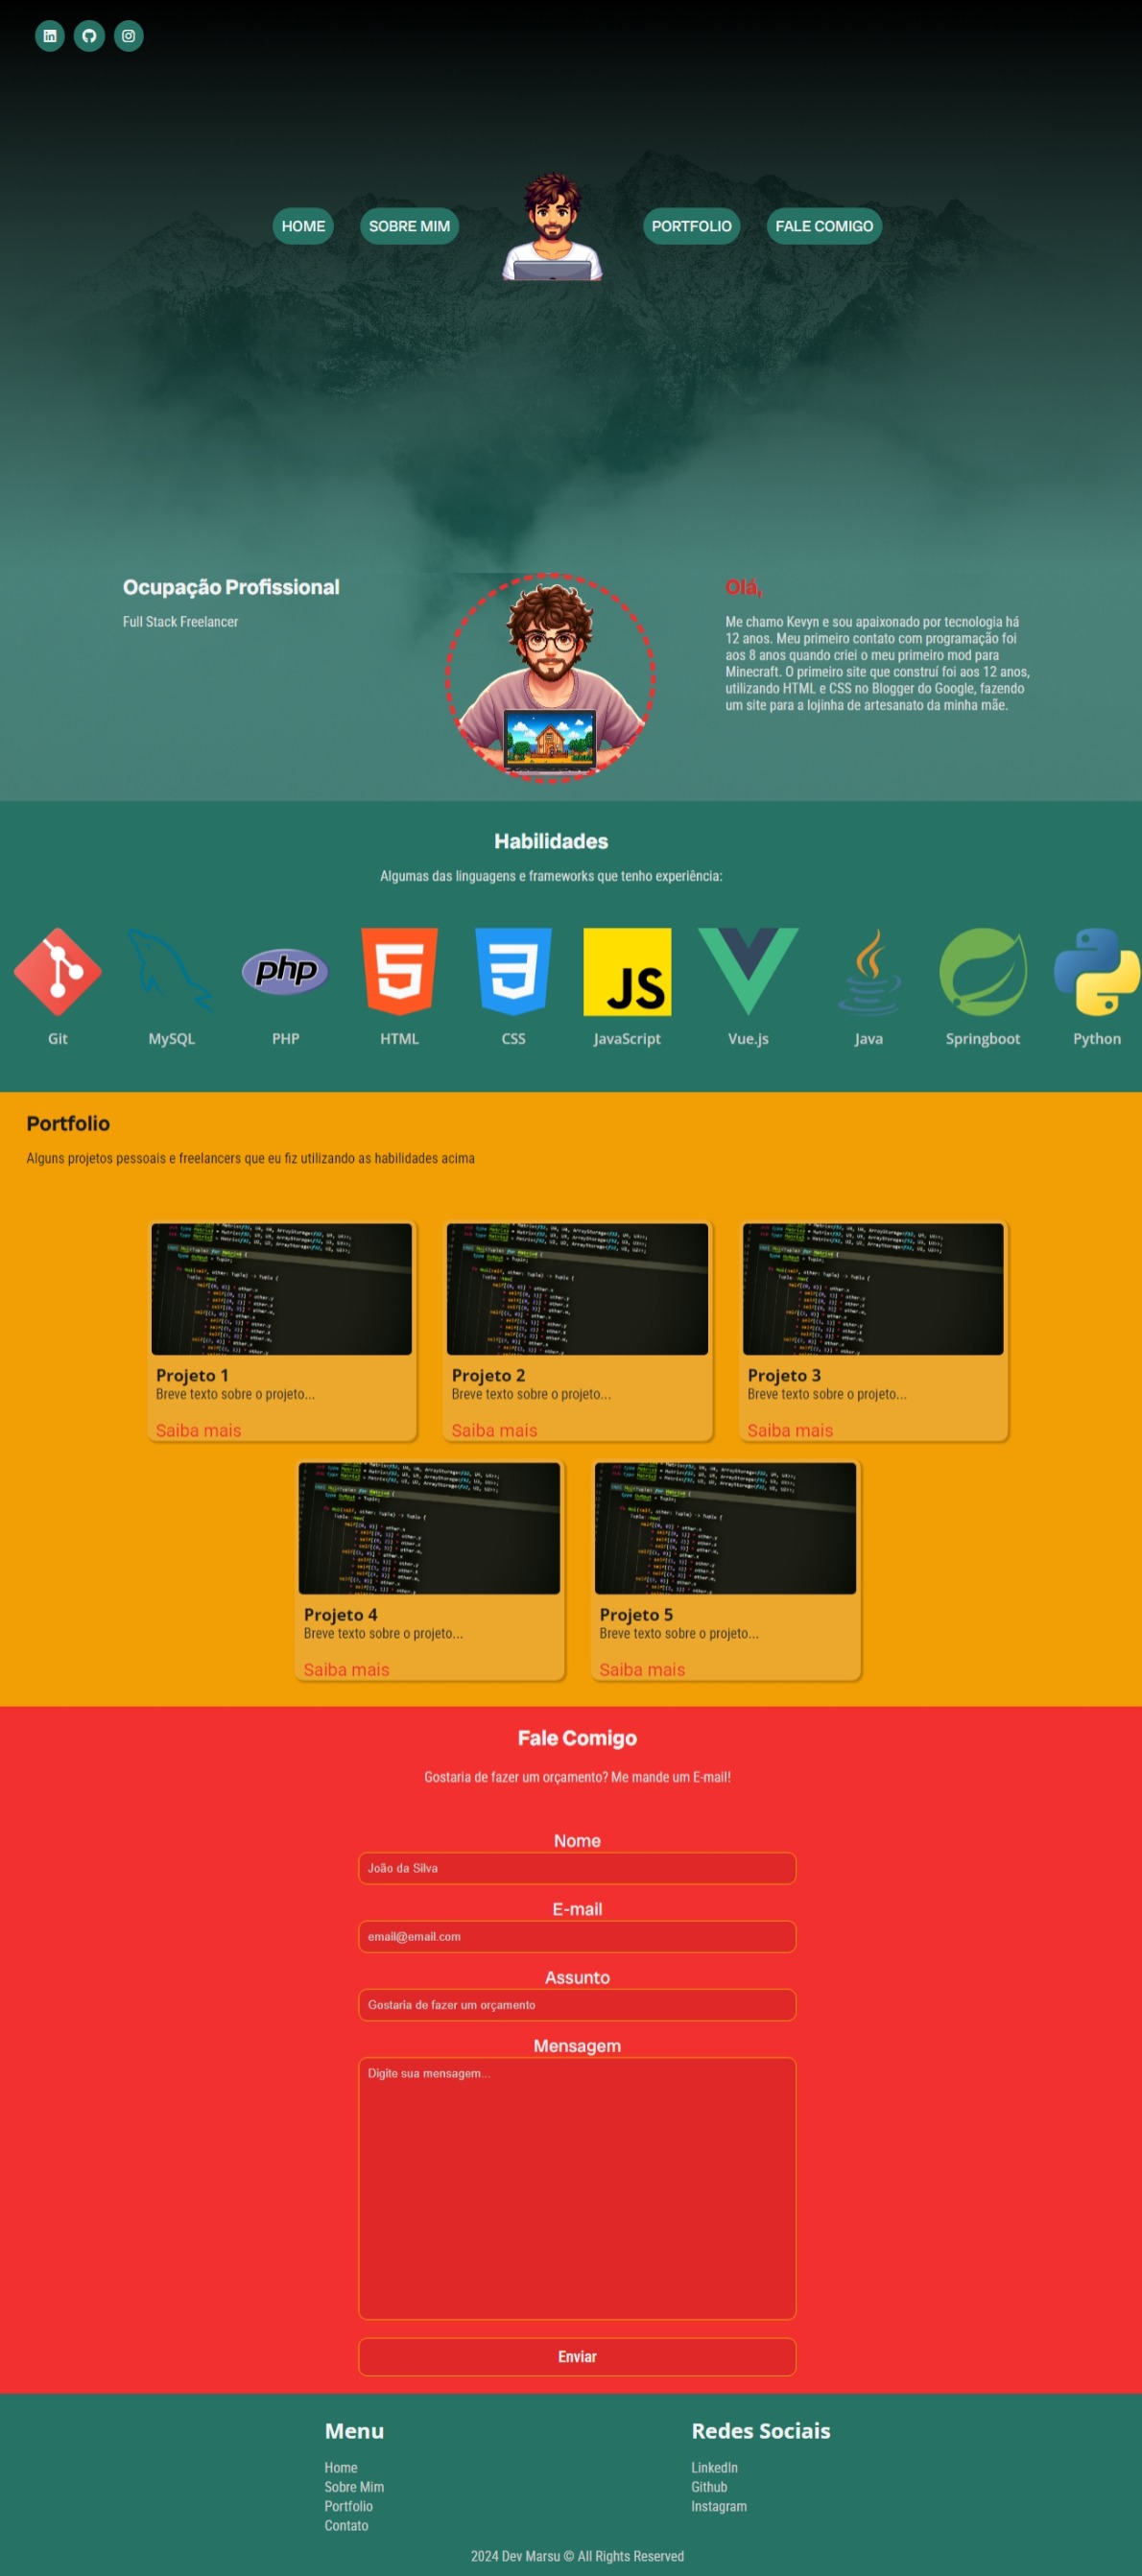 HOME
SOBRE MIM
PORTFOLIO
FALE COMIGO
Ocupação Profissional
Full Stack Freelancer
Olá,
Me chamo Kevyn e sou apaixonado por tecnologia há
12 anos. Meu primeiro contato com programação foi
aos 8 anos quando criei o meu primeiro mod para
Minecraft. O primeiro site que construí foi aos 12 anos,
utilizando HTML e CSS no Blogger do Google, fazendo
um site para a lojinha de artesanato da minha mãe.
Habilidades
Algumas das linguagens e frameworks que tenho experiência:
php
JS
Git
MySQL
PHP
HTML
CSS
JavaScript
Vue.js
Java
Springboot
Python
Portfolio
Alguns projetos pessoais e freelancers que eu fiz utilizando as habilidades acima
Projeto 1
Breve texto sobre o projeto...
Saiba mais
Projeto 2
Breve texto sobre o projeto...
Saiba mais
Projeto 3
Breve texto sobre o projeto...
Saiba mais
Projeto 4
Breve texto sobre o projeto...
Saiba mais
Projeto 5
Breve texto sobre o projeto...
Saiba mais
Fale Comigo
Gostaria de fazer um orçamento? Me mande um E-mail!
Nome
João da Silva
E-mail
email@email.com
Assunto
Gostaria de fazer um orçamento
Mensagem
Digite sua mensagem...
Enviar
Menu
Home
Sobre Mim
Portfolio
Contato
Redes Sociais
LinkedIn
Github
Instagram
2024 Dev Marsu © All Rights Reserved